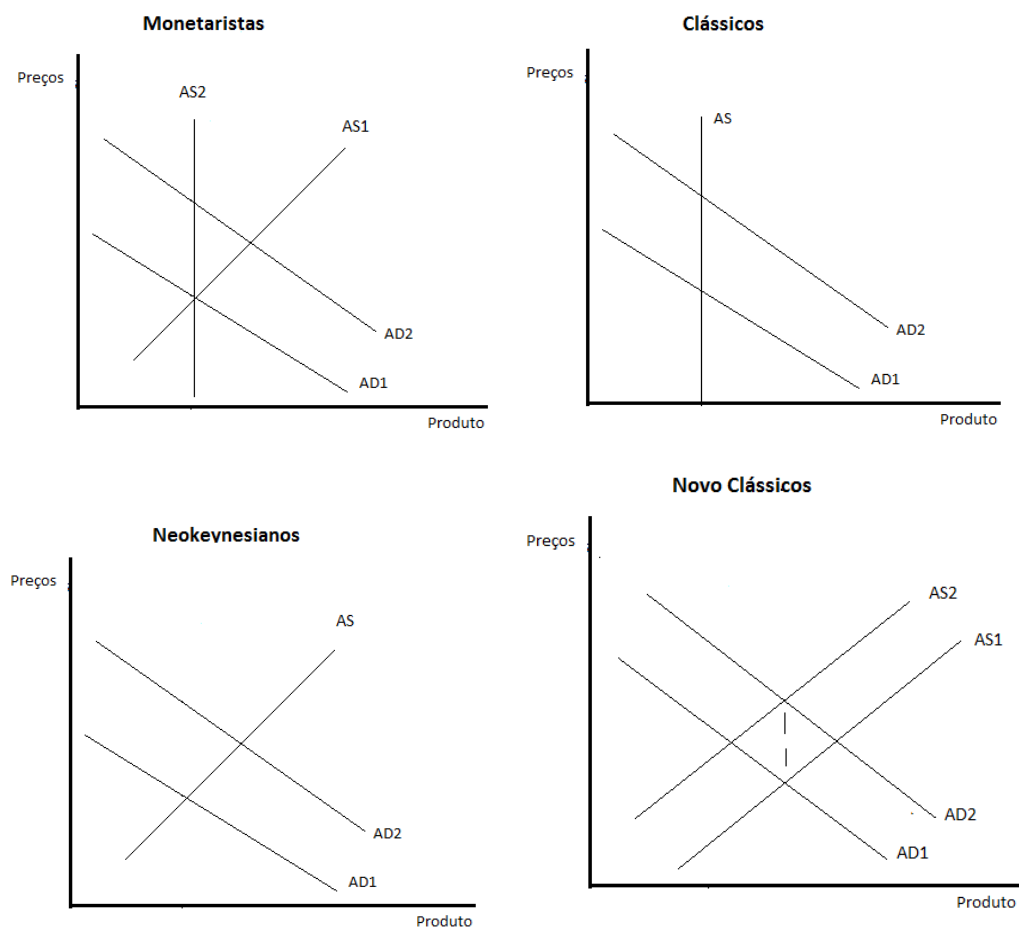 Monetaristas
Preços
AS2
AS1
AD2
AD1
Produto
Clássicos
Preços
AS
AD2
AD1
Produto
Neokeynesianos
Preços
AS
AD2
AD1
Produto
Novo Clássicos
Preços
AS2
AS1
AD2
AD1
Produto